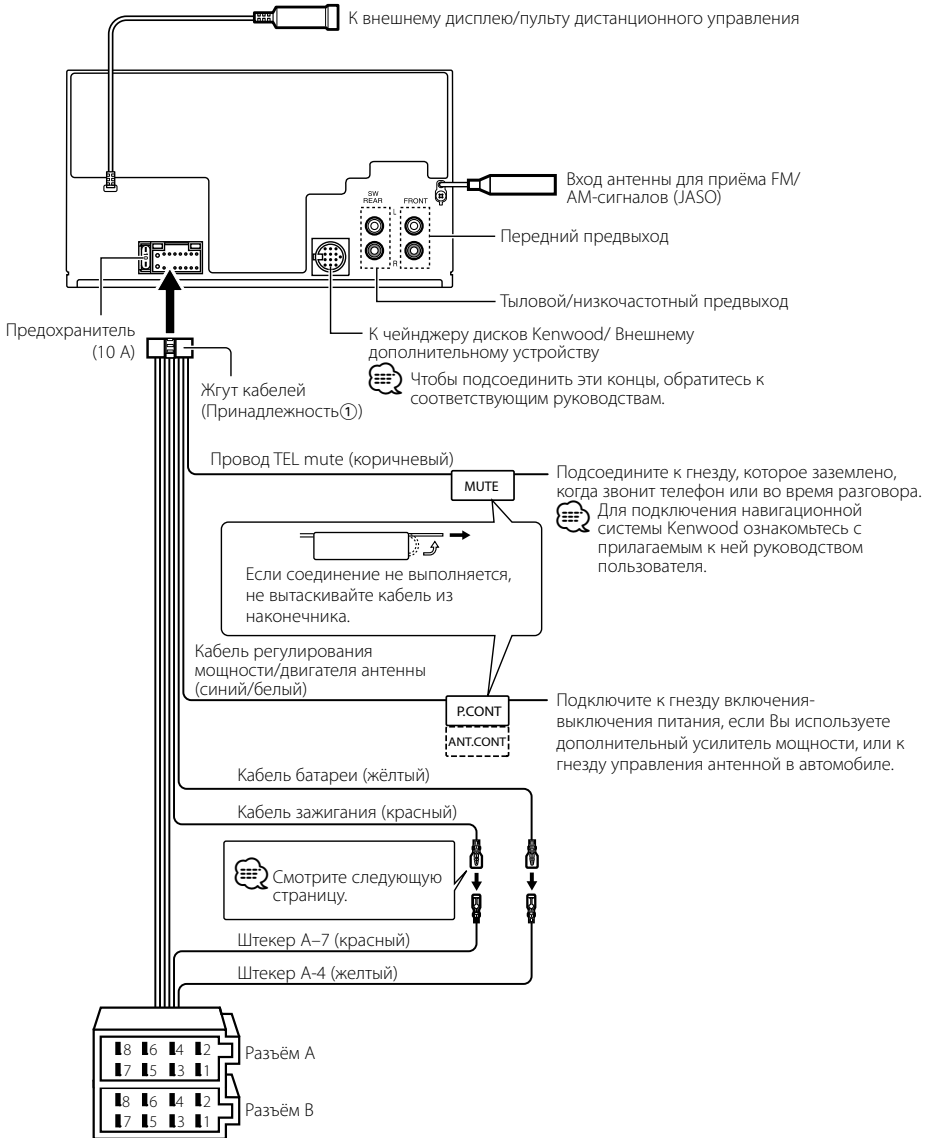 К внешнему дисплею/пульту дистанционного управления
Вход антенны для приёма FM/
AM-сигналов (JASO)
SW
REAR
FRONT
L
R
Передний предвыход
Тыловой/низкочастотный предвыход
Предохранитель
(10 A)
К чейнджеру дисков Kenwood/ Внешнему
дополнительному устройству
Чтобы подсоединить эти концы, обратитесь к
соответствующим руководствам.
Жгут кабелей
(Принадлежность①)
Провод TEL mute (коричневый)
MUTE
Подсоедините к гнезду, которое заземлено,
когда звонит телефон или во время разговора.
Для подключения навигационной
системы Kenwood ознакомьтесь с
прилагаемым к ней руководством
пользователя.
Если соединение не выполняется,
не вытаскивайте кабель из
наконечника.
Кабель регулирования
мощности/двигателя антенны
(синий/белый)
P.CONT
ANT.CONT
Подключите к гнезду включения-
выключения питания, если Вы используете
дополнительный усилитель мощности, или к
гнезду управления антенной в автомобиле.
Кабель батареи (жёлтый)
Кабель зажигания (красный)
Смотрите следующую
страницу.
Штекер A–7 (красный)
Штекер A-4 (желтый)
8 6 4 2
7 5 3 1
Разъём A
8 6 4 2
7 5 3 1
Разъём B